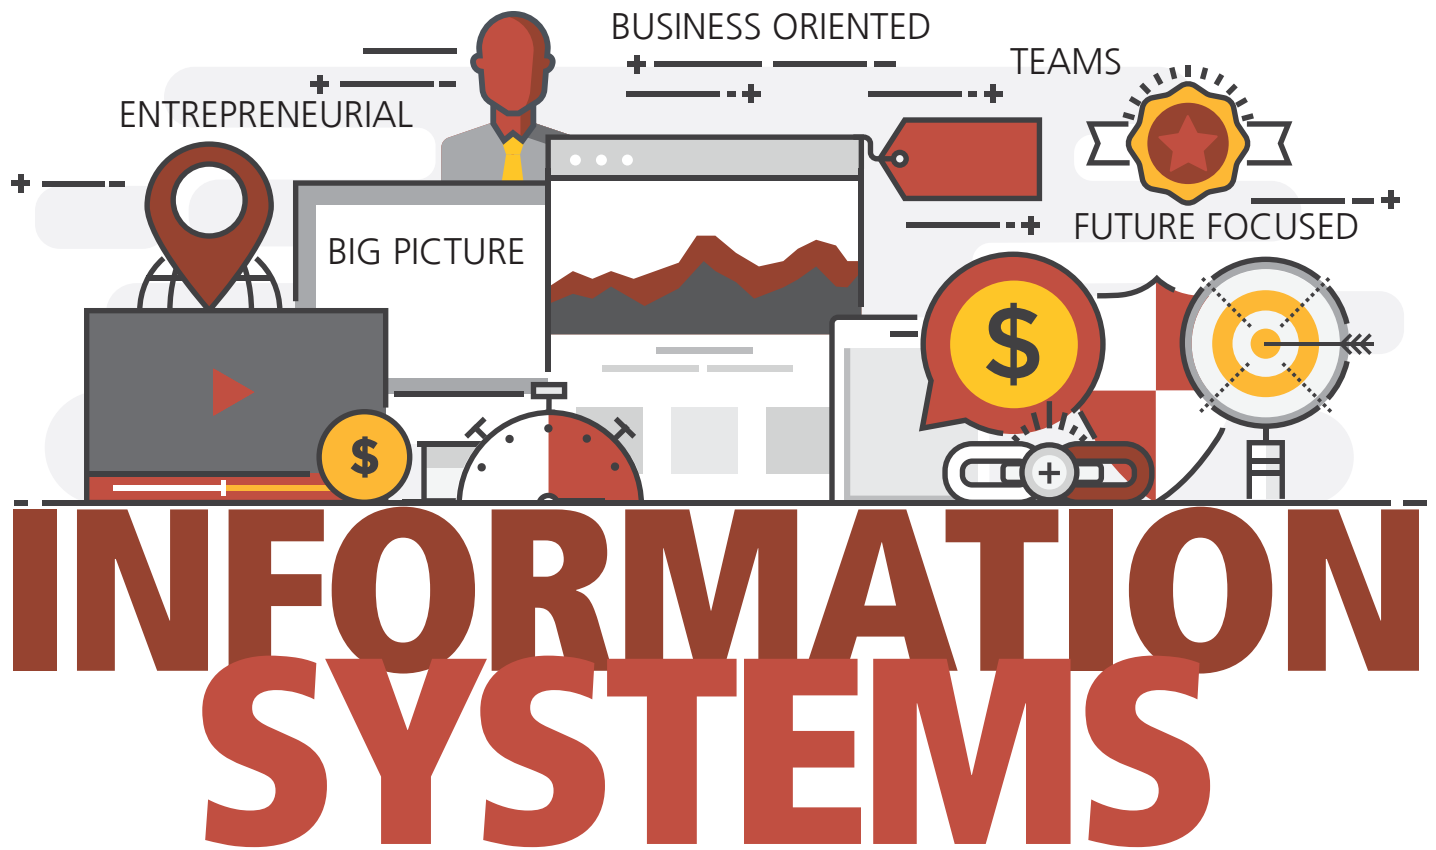 BUSINESS ORIENTED
TEAMS
ENTREPRENEURIAL
FUTURE FOCUSED
BIG PICTURE
$
$
INFORMATION
SYSTEMS